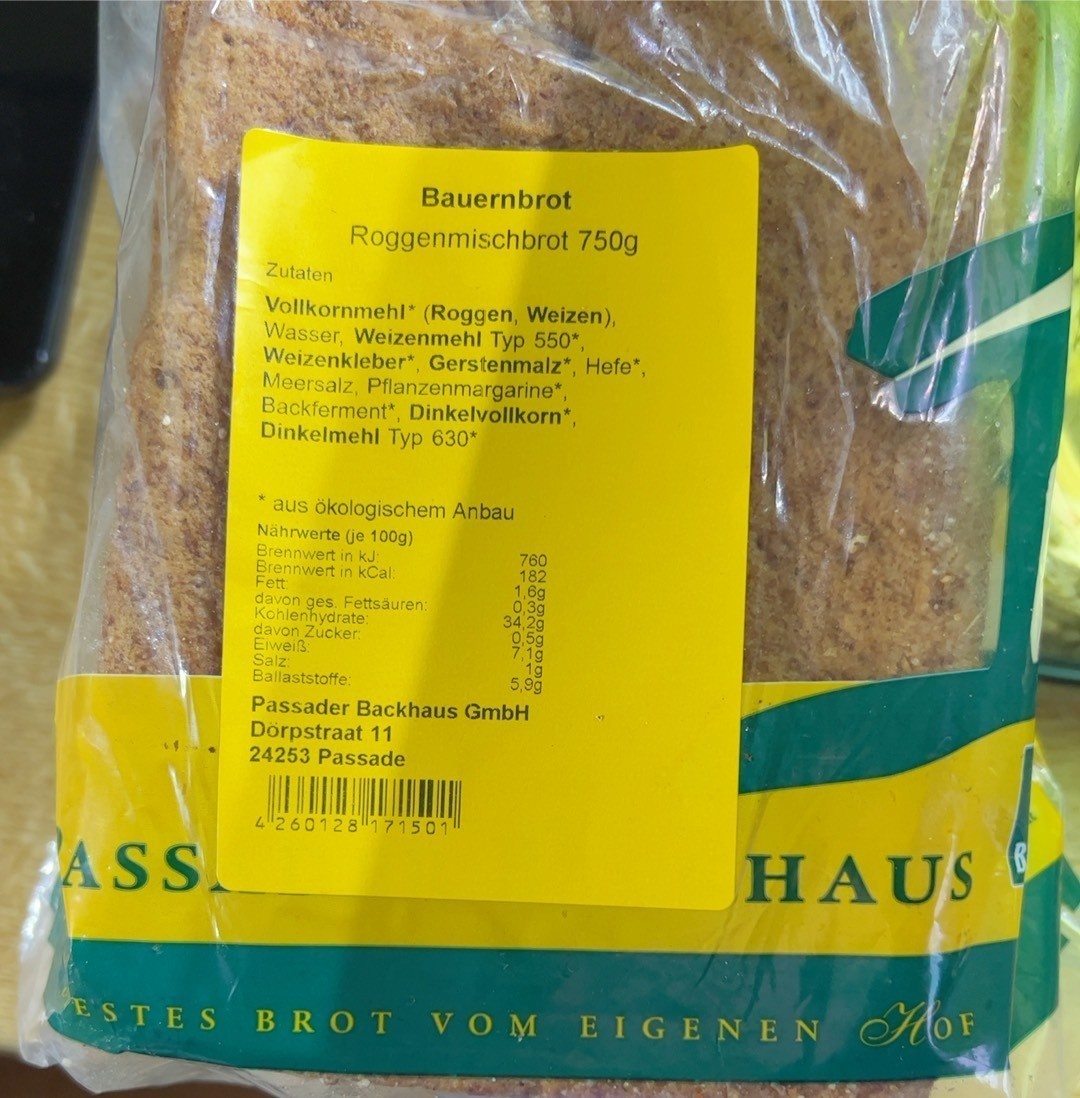 Bauernbrot
Roggenmischbrot 750g
Zutaten
Vollkornmehl* (Roggen, Weizen),
Wasser, Weizenmehl Typ 550*,
Weizenkleber*, Gerstenmalz*, Hefe*,
Meersalz, Pflanzenmargarine*,
Backferment*, Dinkelvollkorn*,
Dinkelmehl Typ 630*
* aus ökologischem Anbau
Nährwerte (je 100g)
Brennwert in kJ: 760
Brennwert in kCal: 182
Fett: 1,6g
davon ges. Fettsäuren: 0,3g
Kohlenhydrate: 34,2g
davon Zucker: 0,5g
Eiweiß: 7,1g
Salz: 1g
Ballaststoffe: 5,9g
Passader Backhaus GmbH
Dörpstraat 11
24253 Passade
4 260128 171501
HAUS
BROT VOM EIGENEN HOF